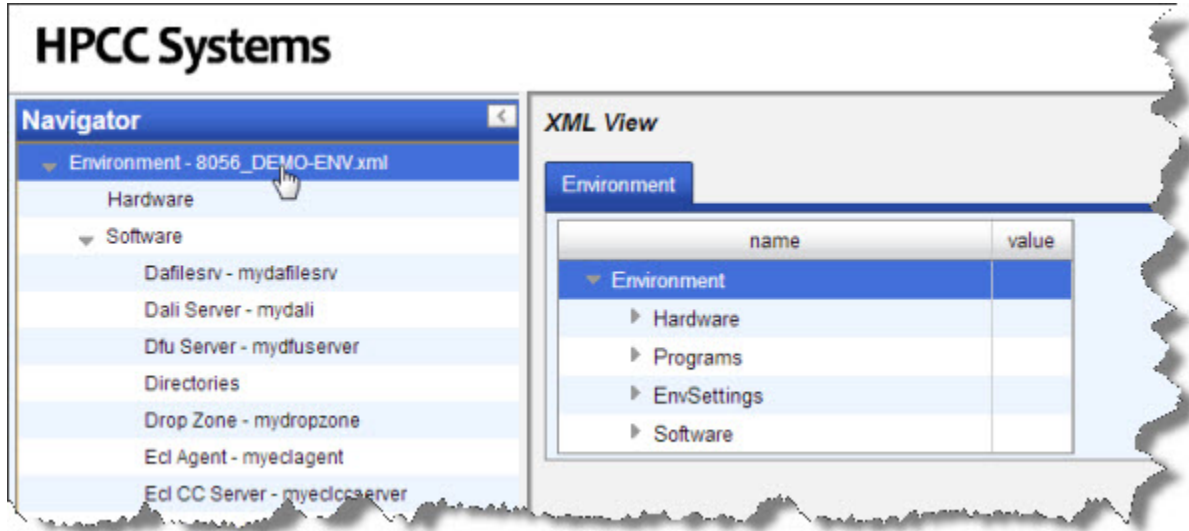 HPCC Systems
Navigator
Environment - 8056_DEMO-ENV.xml
Hardware
Software
Dafilesrv - mydafilesrv
Dali Server - mydali
Dfu Server - mydfuserver
Directories
Drop Zone - mydropzone
Ecl Agent - myeclagent
Ecl CC Server - myeclccserver
XML View
Environment
name value
Environment
Hardware
Programs
EnvSettings
Software